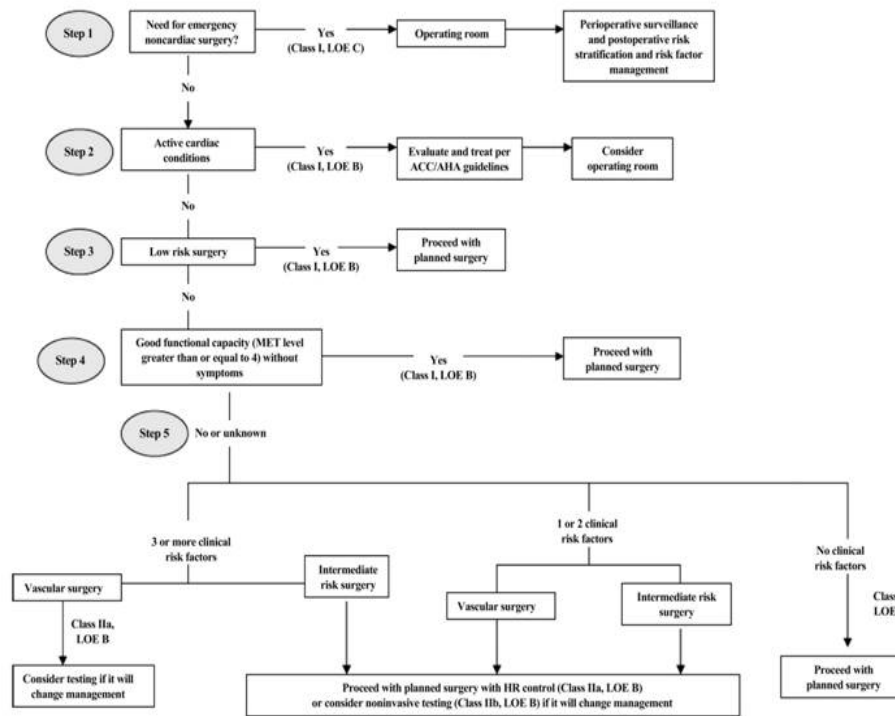 Step 1
Need for emergency
noncardiac surgery?
Yes
(Class I, LOE C)
Operating room
Perioperative surveillance
and postoperative risk
stratification and risk factor
management
No
Step 2
Active cardiac
conditions
Yes
(Class I, LOE B)
Evaluate and treat per
ACC/AHA guidelines
Consider
operating room
No
Step 3
Low risk surgery
Yes
(Class I, LOE B)
Proceed with
planned surgery
No
Step 4
Good functional capacity (MET level
greater than or equal to 4) without
symptoms
Yes
(Class I, LOE B)
Proceed with
planned surgery
Step 5
No or unknown
3 or more clinical
risk factors
1 or 2 clinical
risk factors
No clinical
risk factors
Vascular surgery
Intermediate
risk surgery
Vascular surgery
Intermediate risk
surgery
Class
LOE
Class IIa,
LOE B
Consider testing if it will
change management
Proceed with planned surgery with HR control (Class IIa, LOE B)
or consider noninvasive testing (Class IIb, LOE B) if it will change management
Proceed with
planned surgery